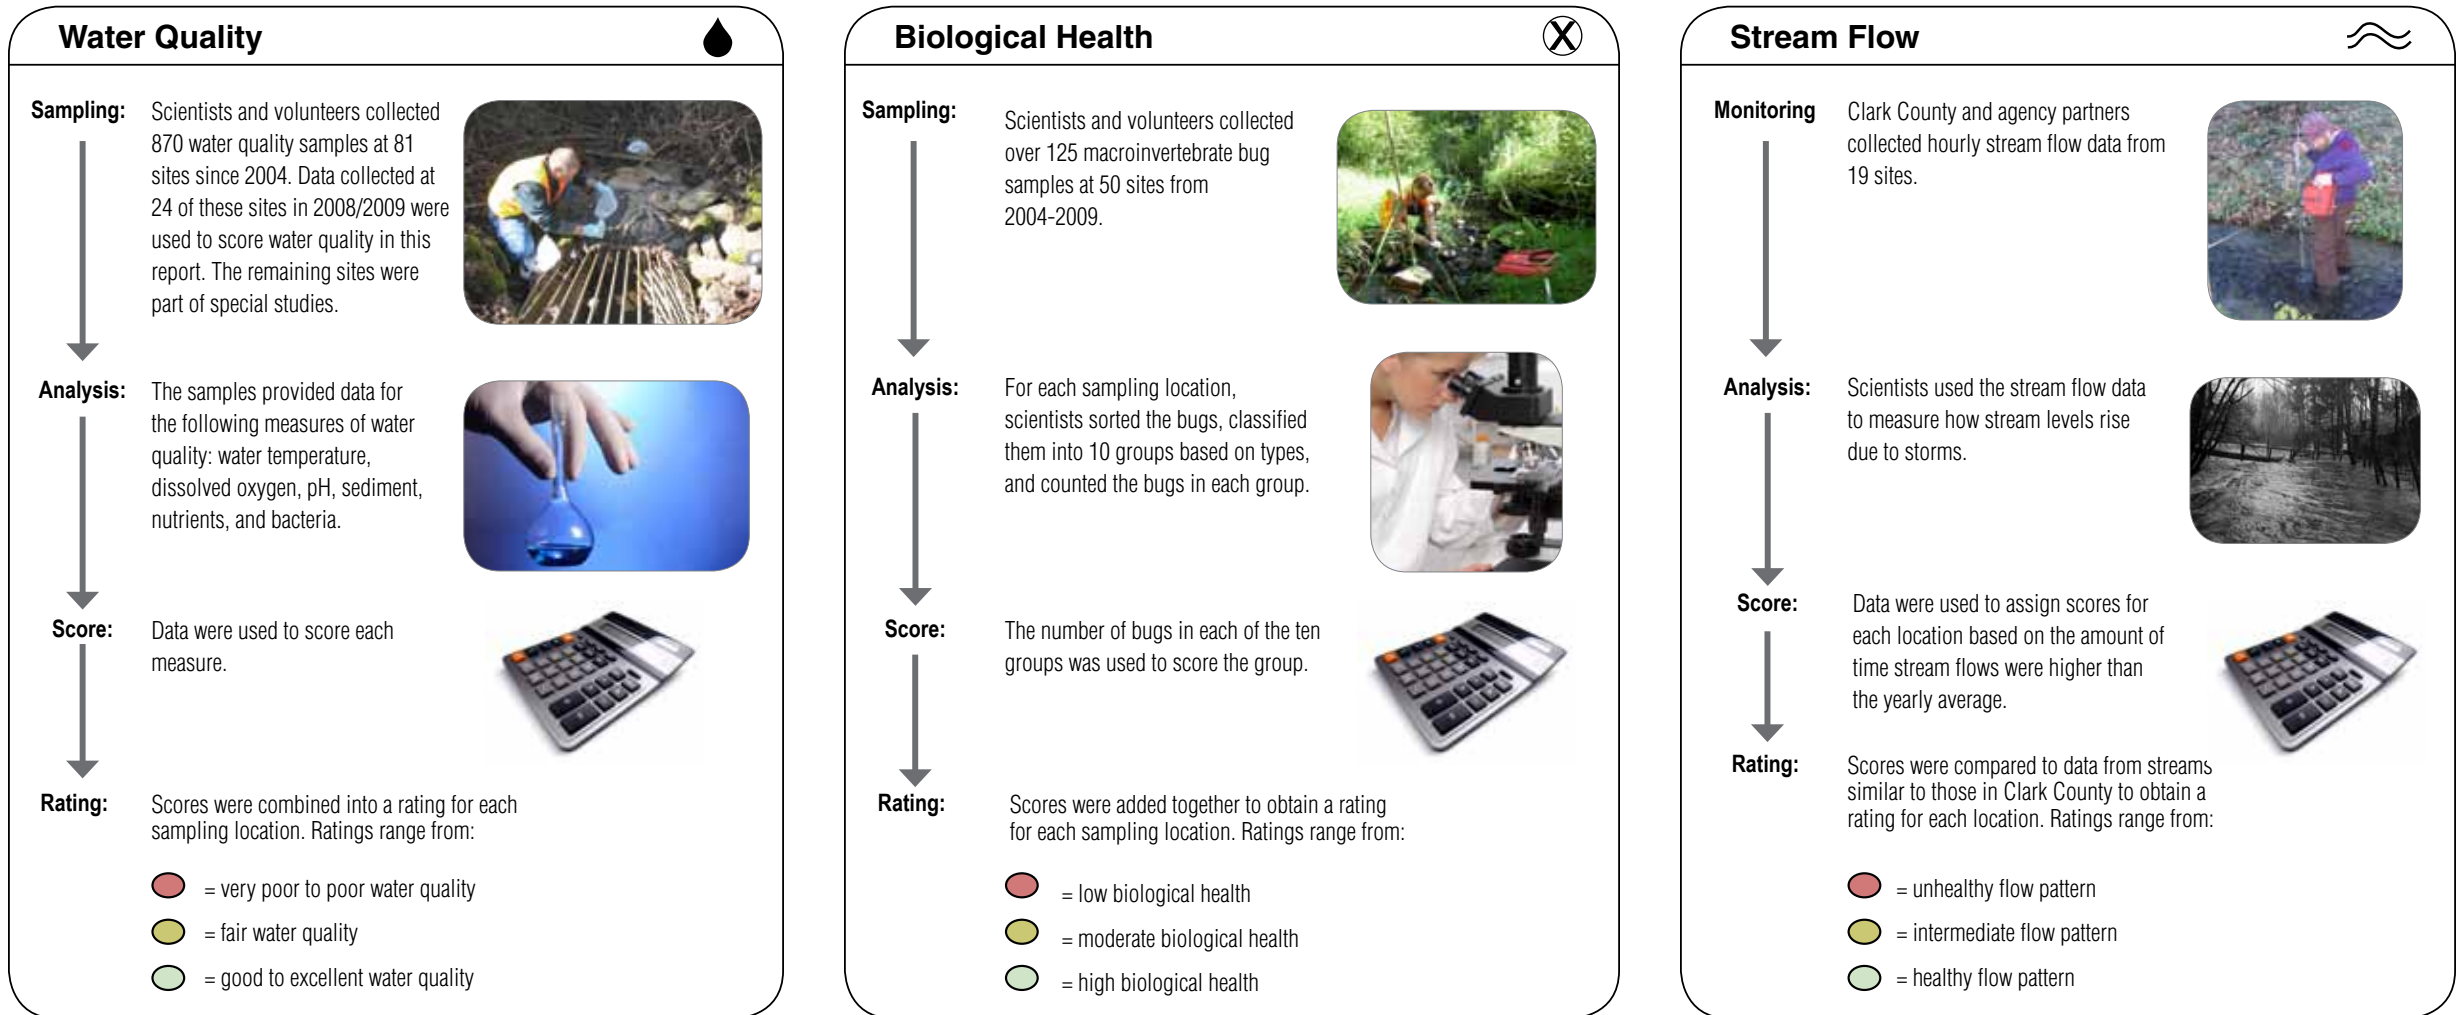 Water Quality
Sampling:
Scientists and volunteers collected
870 water quality samples at 81
sites since 2004. Data collected at
24 of these sites in 2008/2009 were
used to score water quality in this
report. The remaining sites were
part of special studies.
Analysis:
The samples provided data for
the following measures of water
quality: water temperature,
dissolved oxygen, pH, sediment,
nutrients, and bacteria.
Score:
Data were used to score each
measure.
Rating:
Scores were combined into a rating for each
sampling location. Ratings range from:
= very poor to poor water quality
= fair water quality
= good to excellent water quality
Biological Health
X
Sampling:
Scientists and volunteers collected
over 125 macroinvertebrate bug
samples at 50 sites from
2004-2009.
Analysis:
For each sampling location,
scientists sorted the bugs, classified
them into 10 groups based on types,
and counted the bugs in each group.
Score:
The number of bugs in each of the ten
groups was used to score the group.
Rating:
Scores were added together to obtain a rating
for each sampling location. Ratings range from:
= low biological health
= moderate biological health
= high biological health
Stream Flow
Monitoring
Clark County and agency partners
collected hourly stream flow data from
19 sites.
Analysis:
Scientists used the stream flow data
to measure how stream levels rise
due to storms.
Score:
Data were used to assign scores for
each location based on the amount of
time stream flows were higher than
the yearly average.
Rating:
Scores were compared to data from streams
similar to those in Clark County to obtain a
rating for each location. Ratings range from:
= unhealthy flow pattern
= intermediate flow pattern
= healthy flow pattern